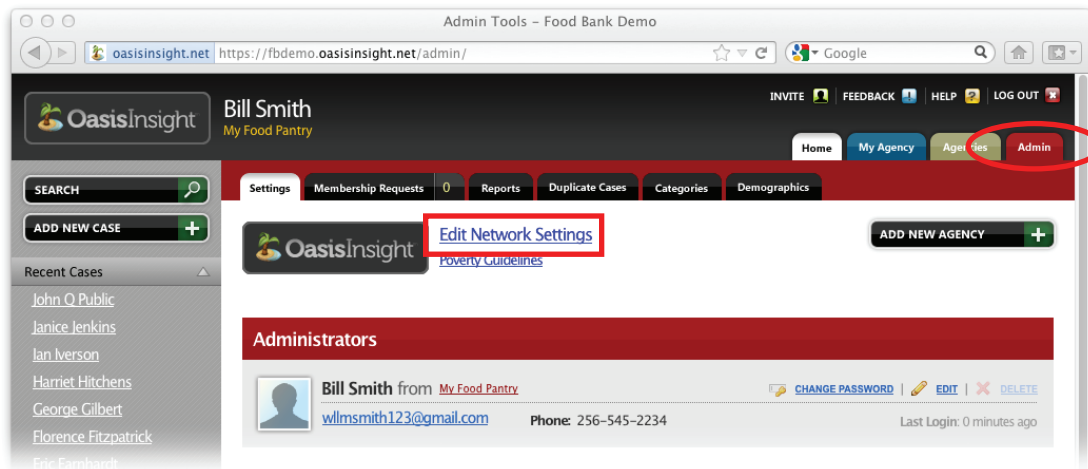 Admin Tools – Food Bank Demo
oasisinsight.net https://fbdemo.oasisinsight.net/admin/ Google
OasisInsight
Bill Smith
My Food Pantry
INVITE FEEDBACK HELP LOG OUT
Home My Agency Agencies Admin
SEARCH
ADD NEW CASE
Recent Cases
John Q Public
Janice Jenkins
Ian Iverson
Harriet Hitchens
George Gilbert
Florence Fitzpatrick
Eric Earnhardt
Settings Membership Requests 0 Reports Duplicate Cases Categories Demographics
OasisInsight
Edit Network Settings
Poverty Guidelines
ADD NEW AGENCY
Administrators
Bill Smith from My Food Pantry
CHANGE PASSWORD | EDIT | DELETE
wllmsmith123@gmail.com Phone: 256-545-2234
Last Login: 0 minutes ago